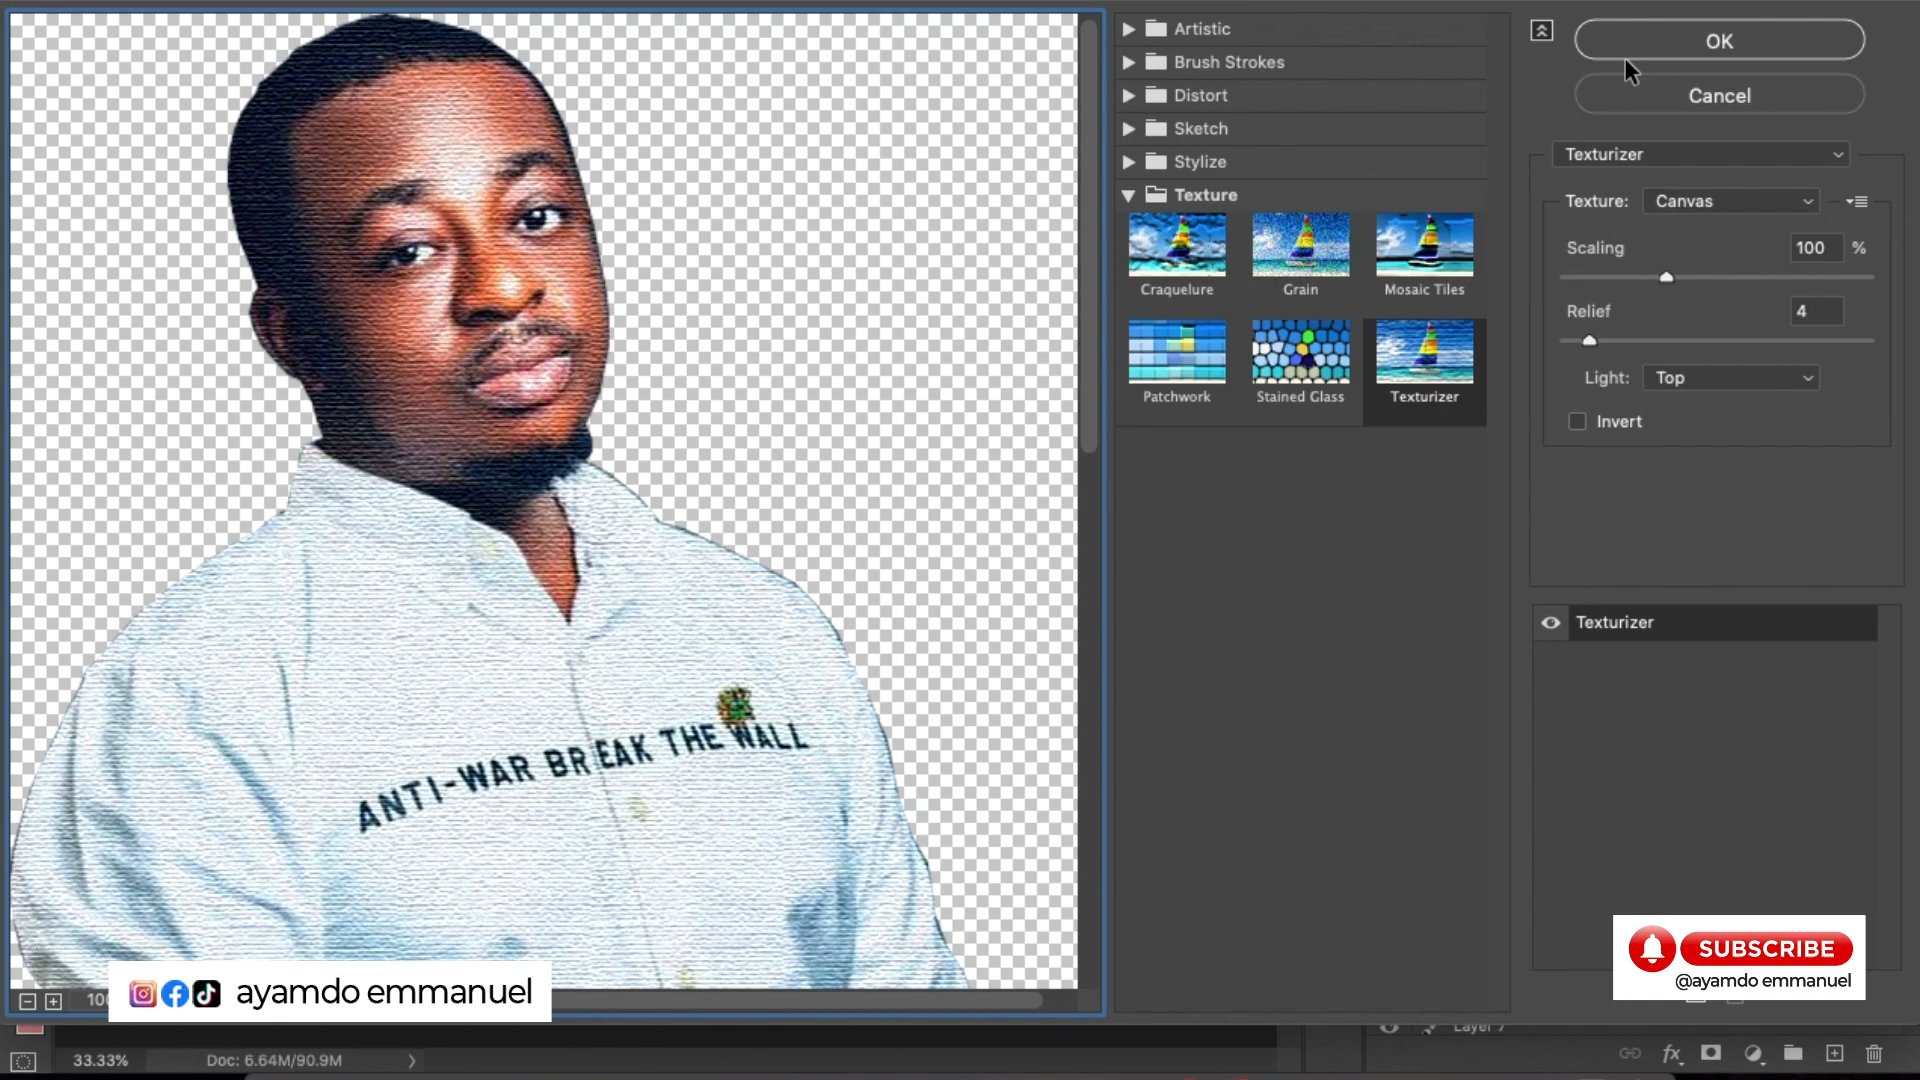 Artistic
Brush Strokes
Distort
Sketch
Stylize
Texture
Craquelure
Grain
Mosaic Tiles
Patchwork
Stained Glass
Texturizer
OK
Cancel
Texturizer
Texture: Canvas
Scaling 100 %
Relief 4
Light: Top
Invert
Texturizer
ANTI-WAR BREAK THE WALL
SUBSCRIBE
@ayamdo emmanuel
ayamdo emmanuel
33.33% Doc: 6.64M/90.9M
fx